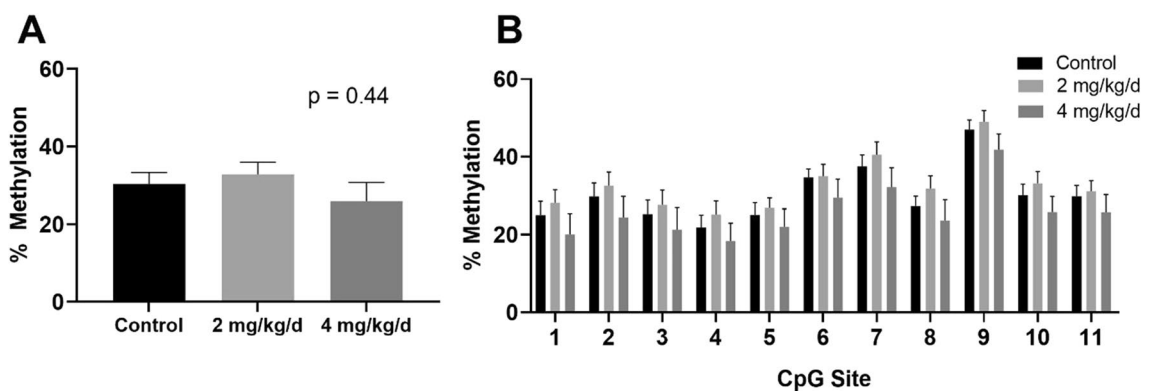 A
% Methylation
60
40
20
0
p = 0.44
Control 2 mg/kg/d 4 mg/kg/d
B
% Methylation
60
40
20
0
Control
2 mg/kg/d
4 mg/kg/d
1 2 3 4 5 6 7 8 9 10 11
CpG Site